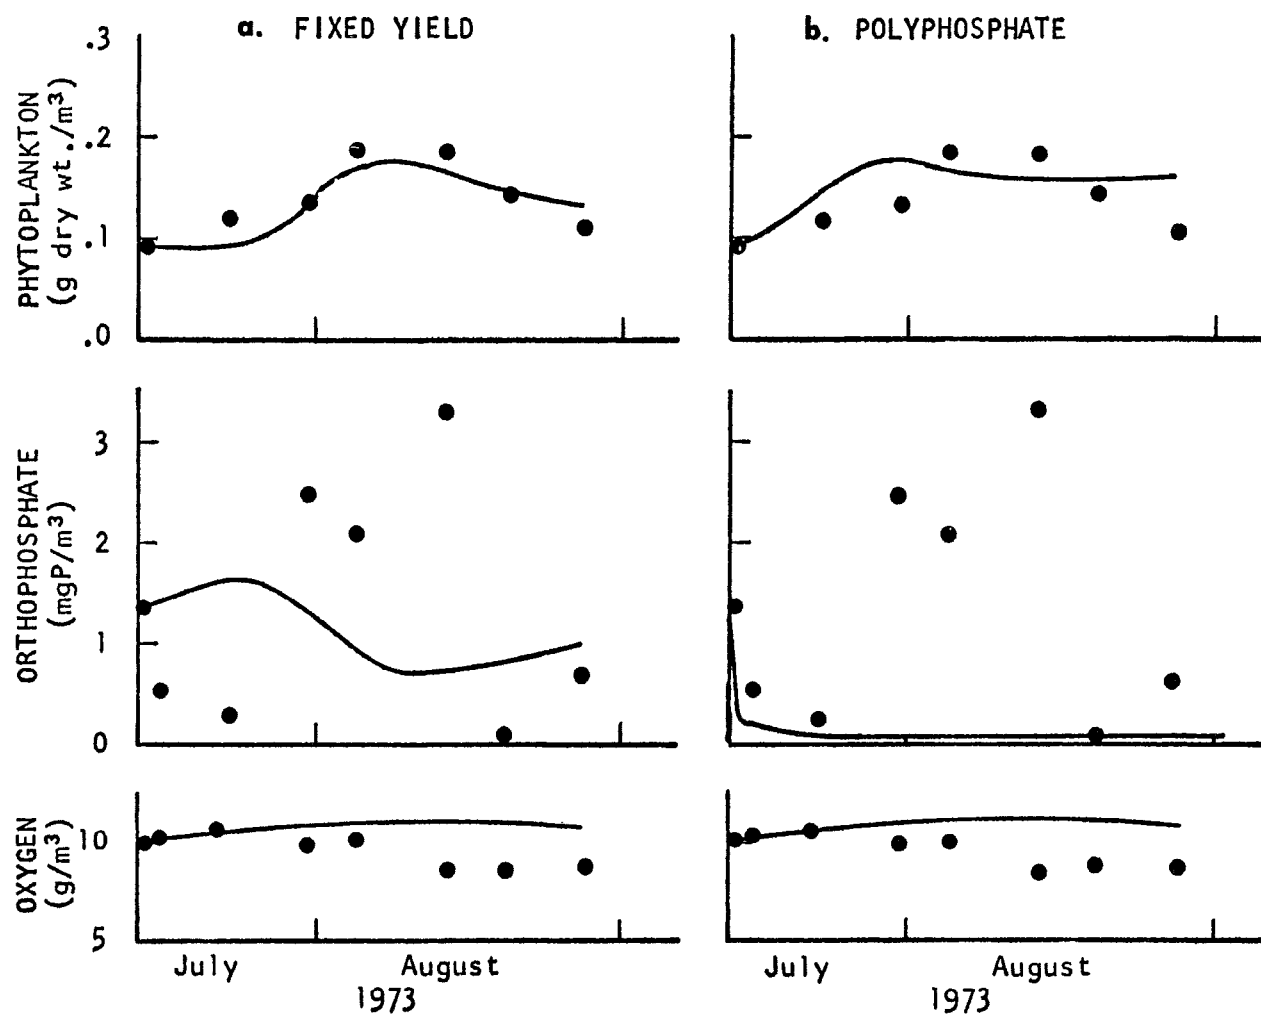 a. FIXED YIELD
b. POLYPHOSPHATE
PHYTOPLANKTON
(g dry wt./m³)
.3
.2
.1
.0
ORTHOPHOSPHATE
(mgP/m³)
3
2
1
0
OXYGEN
(g/m³)
10
5
July August
1973
July August
1973